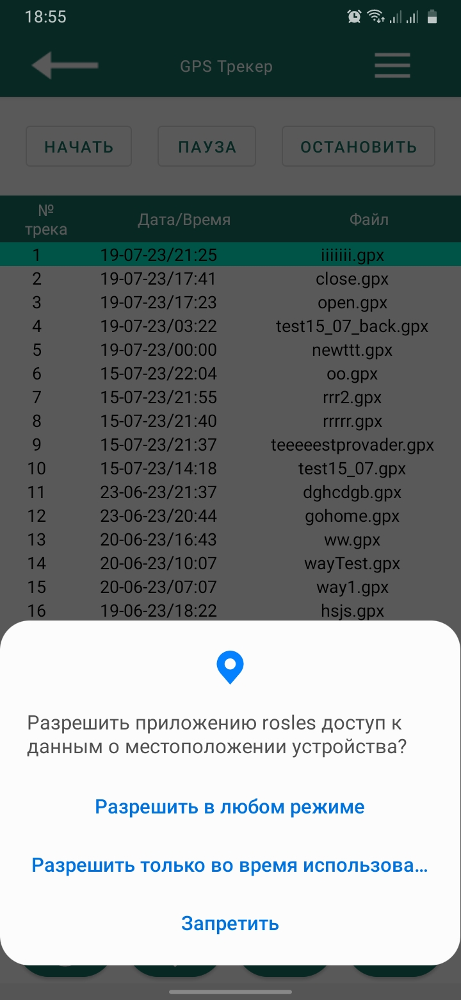 18:55
GPS Трекер
НАЧАТЬ ПАУЗА ОСТАНОВИТЬ
№ трека Дата/Время Файл
1 19-07-23/21:25 iiiiiii.gpx
2 19-07-23/17:41 close.gpx
3 19-07-23/17:23 open.gpx
4 19-07-23/03:22 test15_07_back.gpx
5 19-07-23/00:00 newttt.gpx
6 15-07-23/22:04 oo.gpx
7 15-07-23/21:55 rrr2.gpx
8 15-07-23/21:40 rrrrr.gpx
9 15-07-23/21:37 teeeeestprovader.gpx
10 15-07-23/14:18 test15_07.gpx
11 23-06-23/21:37 dghcdgb.gpx
12 23-06-23/20:44 gohome.gpx
13 20-06-23/16:43 ww.gpx
14 20-06-23/10:07 wayTest.gpx
15 20-06-23/07:07 way1.gpx
16 19-06-23/18:22 hsjs.gpx
Разрешить приложению rosles доступ к
данным о местоположении устройства?
Разрешить в любом режиме
Разрешить только во время использова...
Запретить